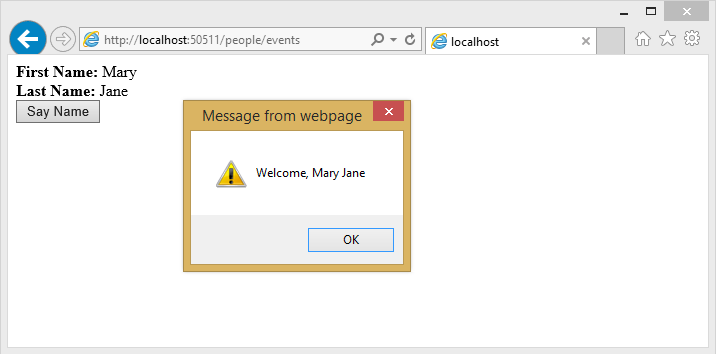 http://localhost:50511/people/events
localhost
First Name: Mary
Last Name: Jane
Say Name
Message from webpage
Welcome, Mary Jane
OK